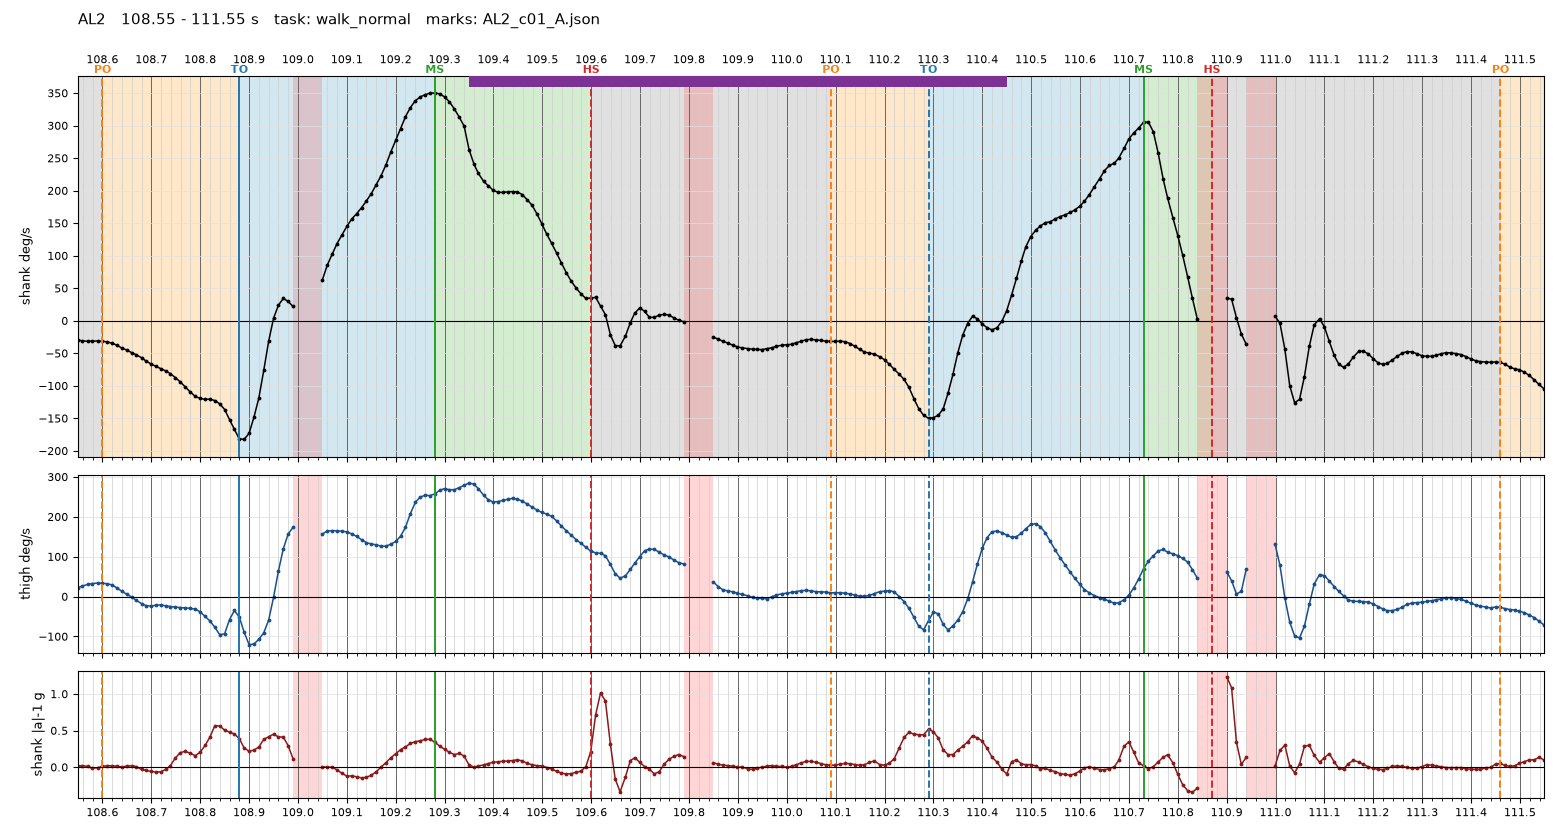 AL2 108.55 - 111.55 s task: walk_normal marks: AL2_c01_A.json
108.6 108.7 108.8 108.9 109.0 109.1 109.2 109.3 109.4 109.5 109.6 109.7 109.8 109.9 110.0 110.1 110.2 110.3 110.4 110.5 110.6 110.7 110.8 110.9 111.0 111.1 111.2 111.3 111.4 111.5
PO TO MS HS PO TO MS HS PO
350
300
250
200
150
100
50
0
−50
−100
−150
−200
shank deg/s
300
200
100
0
−100
thigh deg/s
1.0
0.5
0.0
shank |a|-1 g
108.6 108.7 108.8 108.9 109.0 109.1 109.2 109.3 109.4 109.5 109.6 109.7 109.8 109.9 110.0 110.1 110.2 110.3 110.4 110.5 110.6 110.7 110.8 110.9 111.0 111.1 111.2 111.3 111.4 111.5